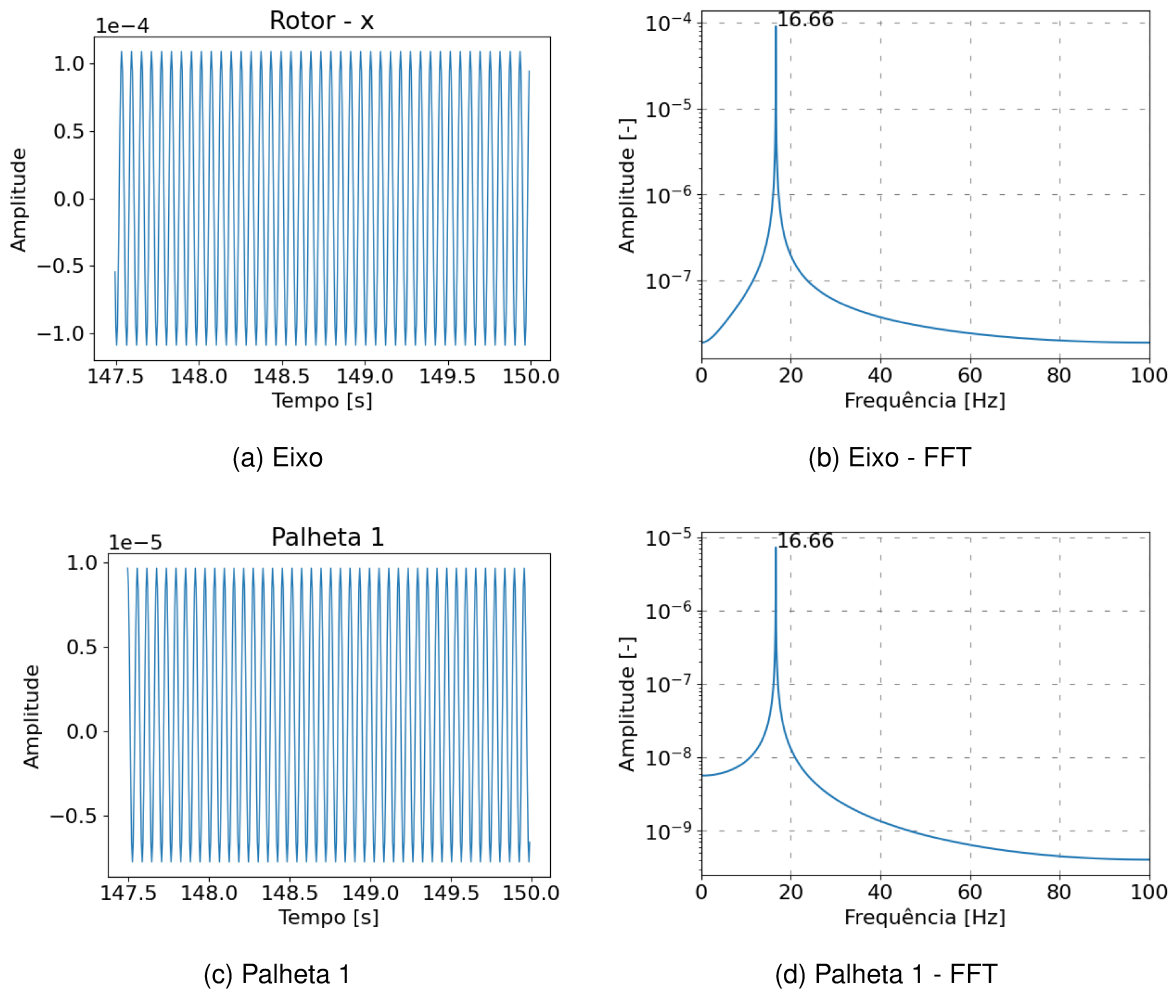 Rotor - x
1e−4
1.0
0.5
0.0
−0.5
−1.0
Amplitude
147.5 148.0 148.5 149.0 149.5 150.0
Tempo [s]
(a) Eixo
16.66
10−4
10−5
10−6
10−7
Amplitude [-]
0 20 40 60 80 100
Frequência [Hz]
(b) Eixo - FFT
Palheta 1
1e−5
1.0
0.5
0.0
−0.5
Amplitude
147.5 148.0 148.5 149.0 149.5 150.0
Tempo [s]
(c) Palheta 1
16.66
10−5
10−6
10−7
10−8
10−9
Amplitude [-]
0 20 40 60 80 100
Frequência [Hz]
(d) Palheta 1 - FFT